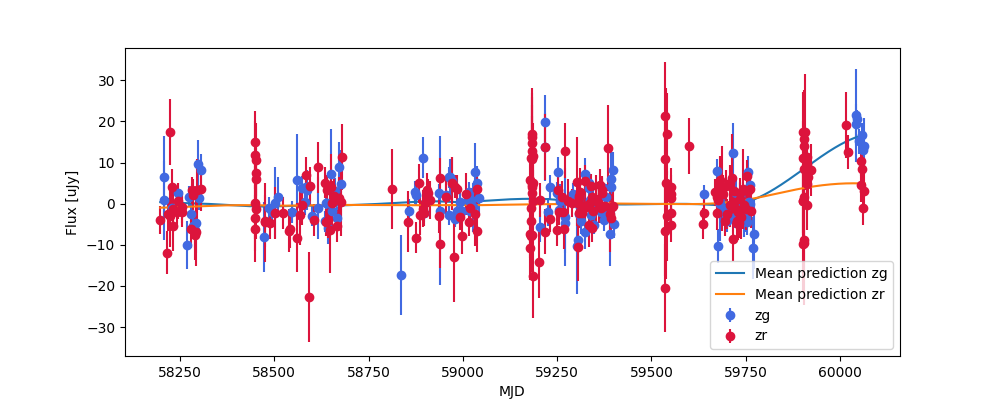 30
20
10
0
−10
−20
−30
Flux [uJy]
58250
58500
58750
59000
59250
59500
59750
60000
MJD
Mean prediction zg
Mean prediction zr
zg
zr